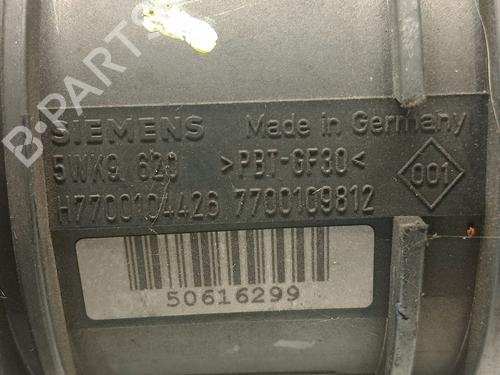 SIEMENS Made in Germany
5WK9 620 >PBT-GF30< 001
H7700104426 7700109812
50616299
B-PARTS